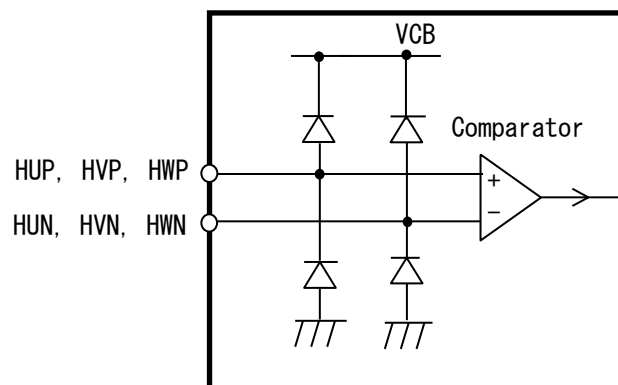 VCB
Comparator
HUP, HVP, HWP
+
HUN, HVN, HWN
−